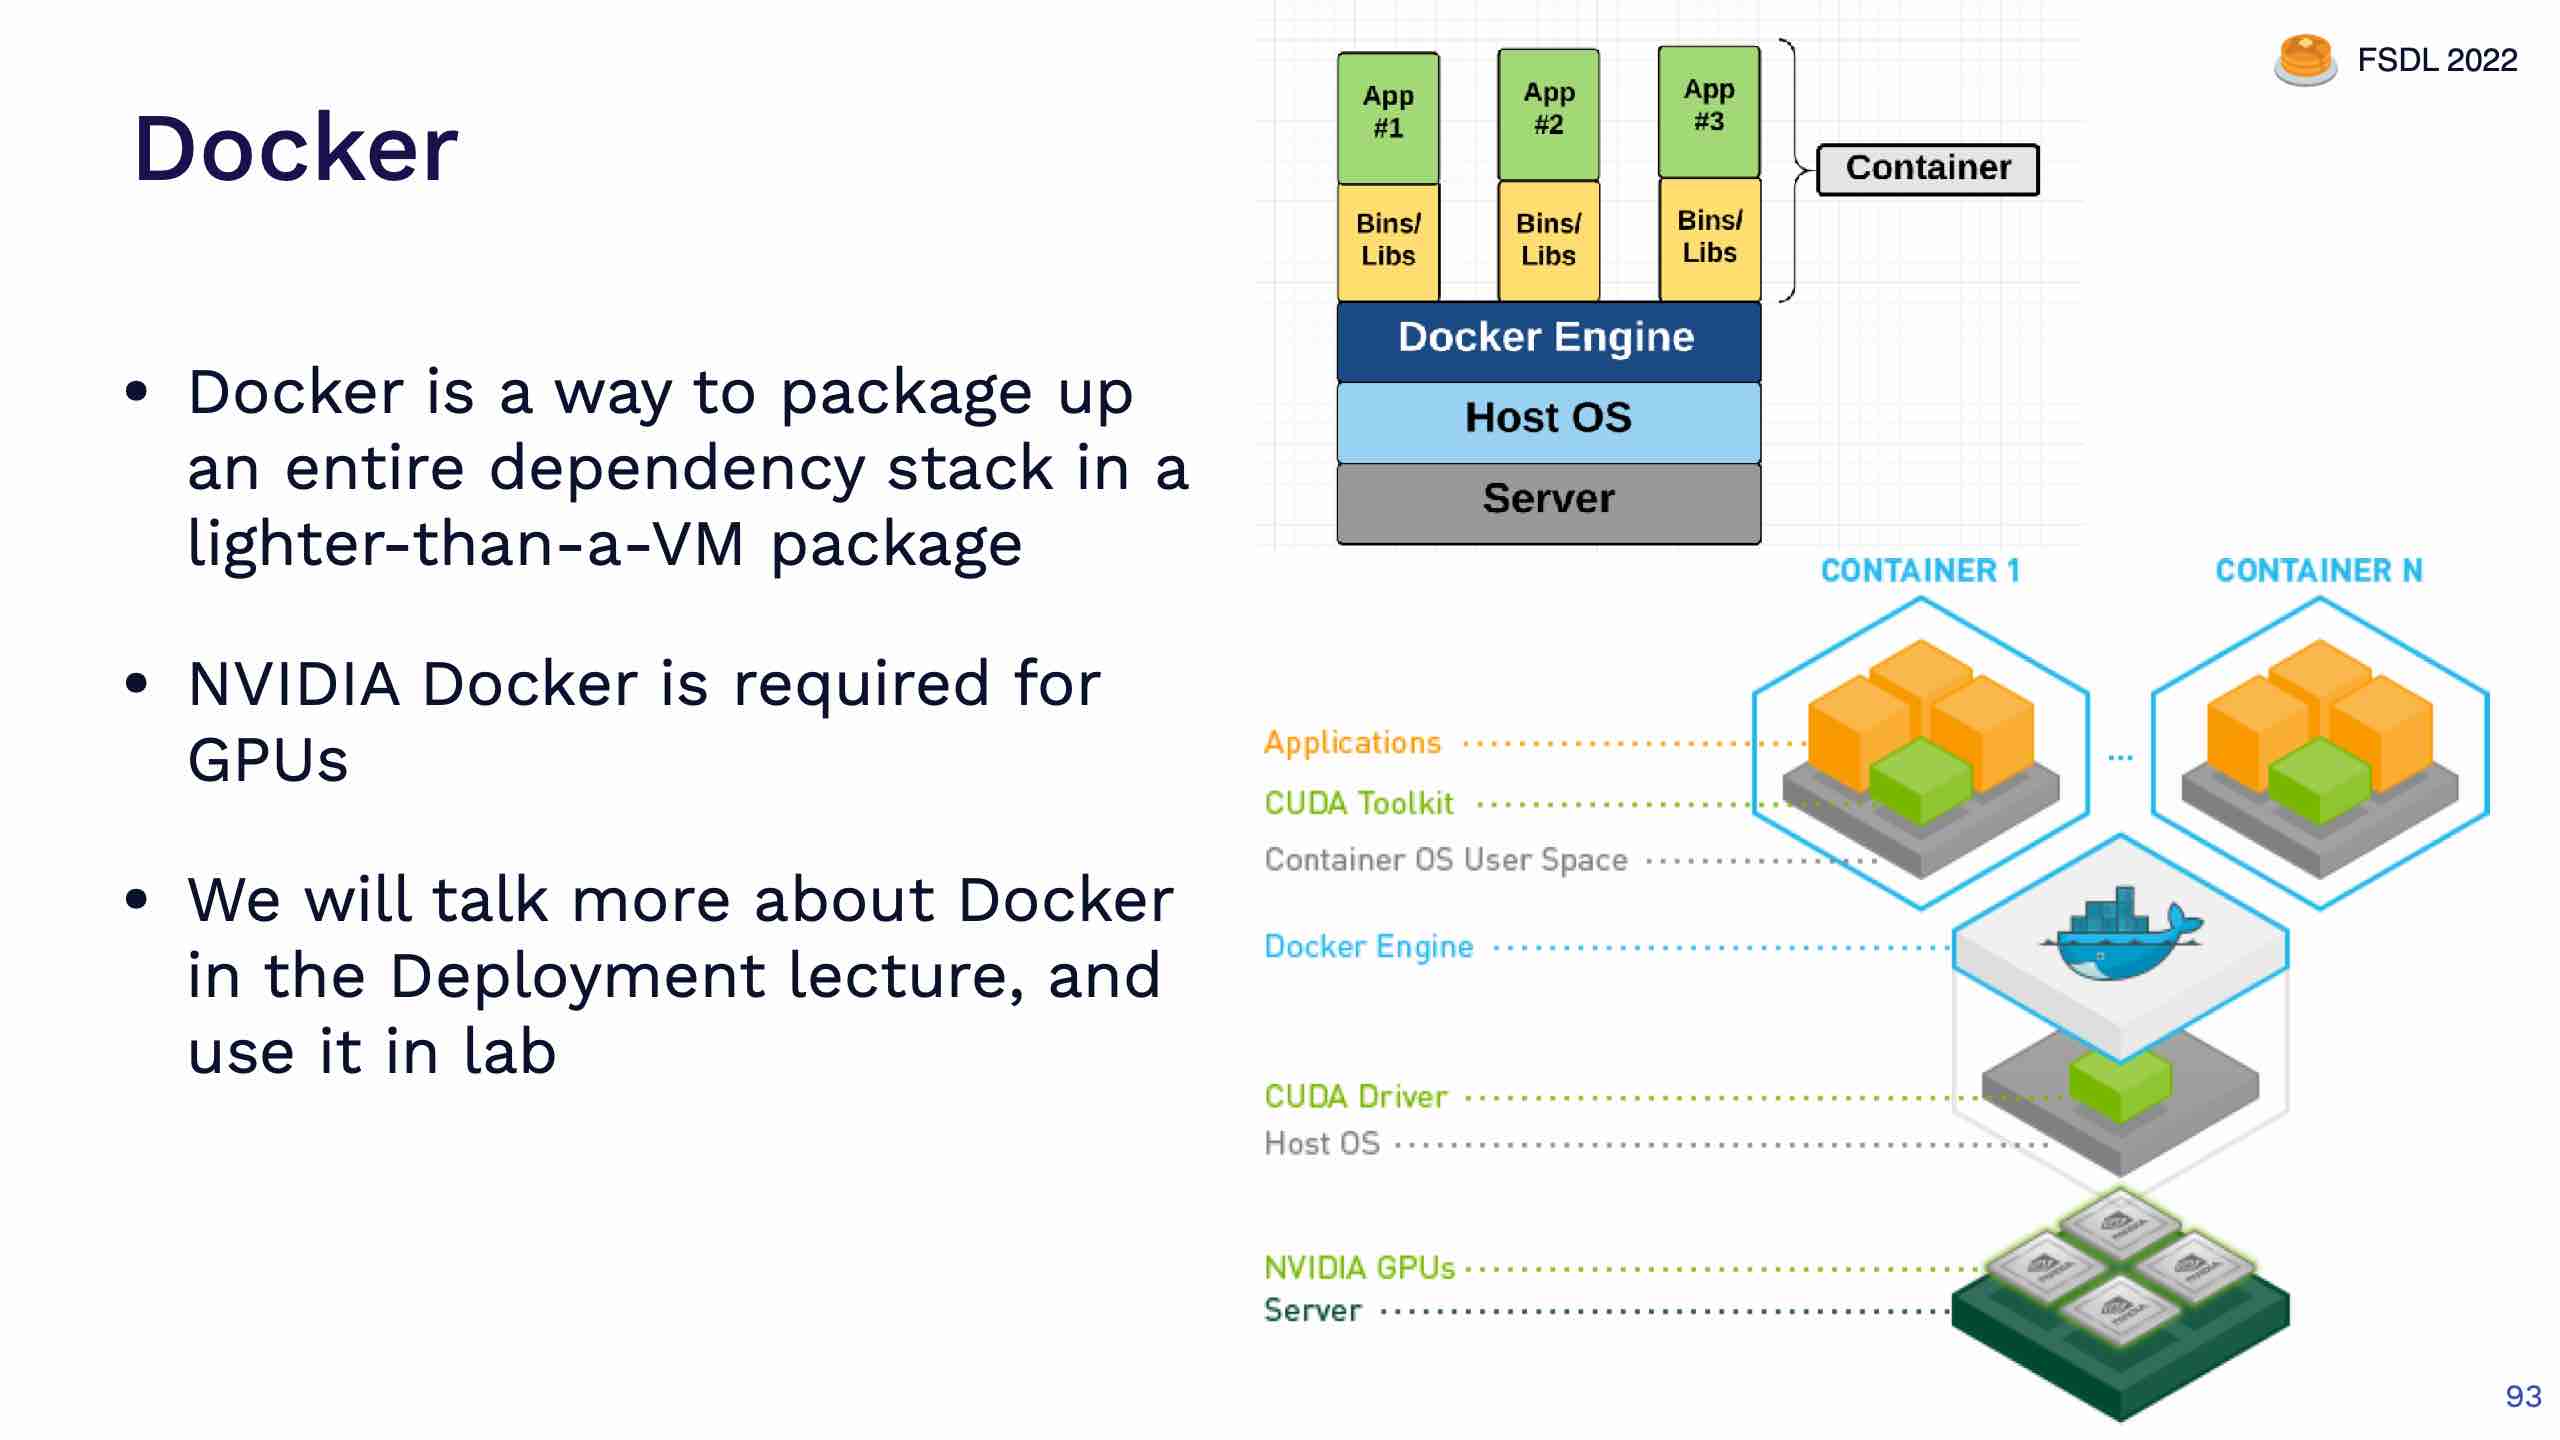 FSDL 2022
Docker
• Docker is a way to package up
an entire dependency stack in a
lighter-than-a-VM package
• NVIDIA Docker is required for
GPUs
• We will talk more about Docker
in the Deployment lecture, and
use it in lab
App
#1
App
#2
App
#3
Container
Bins/
Libs
Bins/
Libs
Bins/
Libs
Docker Engine
Host OS
Server
CONTAINER 1
CONTAINER N
Applications
...
CUDA Toolkit
Container OS User Space
Docker Engine
CUDA Driver
Host OS
NVIDIA GPUs
Server
NVIDIA
NVIDIA
NVIDIA
NVIDIA
93